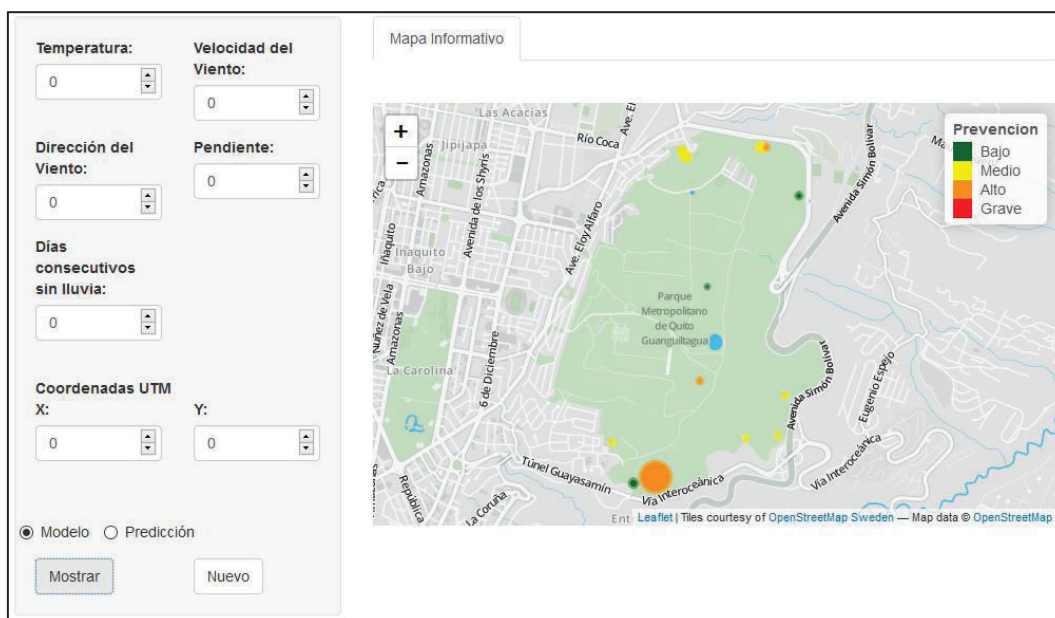 Temperatura:
Velocidad del
Viento:
0
0
Dirección del
Viento:
Pendiente:
0
0
Días
consecutivos
sin lluvia:
0
Coordenadas UTM
X:
Y:
0
0
Modelo
Predicción
Mostrar
Nuevo
Mapa Informativo
+
−
Las Acacias
Jipijapa
Río Coca
Ave. El
Amazonas
Avenida de los Shyris
Ave. Eloy Alfaro
Avenida Simón Bolívar
Iñaquito
Iñaquito
Bajo
Núñez de Vela
Amazonas
La Carolina
6 de Diciembre
Parque
Metropolitano
de Quito
Guanguiltagua
Avenida Simón Bolívar
Eugenio Espejo
Vía Interoceánica
Túnel Guayasamín
Vía Interoceánica
República
La Coruña
Prevencion
Bajo
Medio
Alto
Grave
Leaflet | Tiles courtesy of OpenStreetMap Sweden — Map data © OpenStreetMap